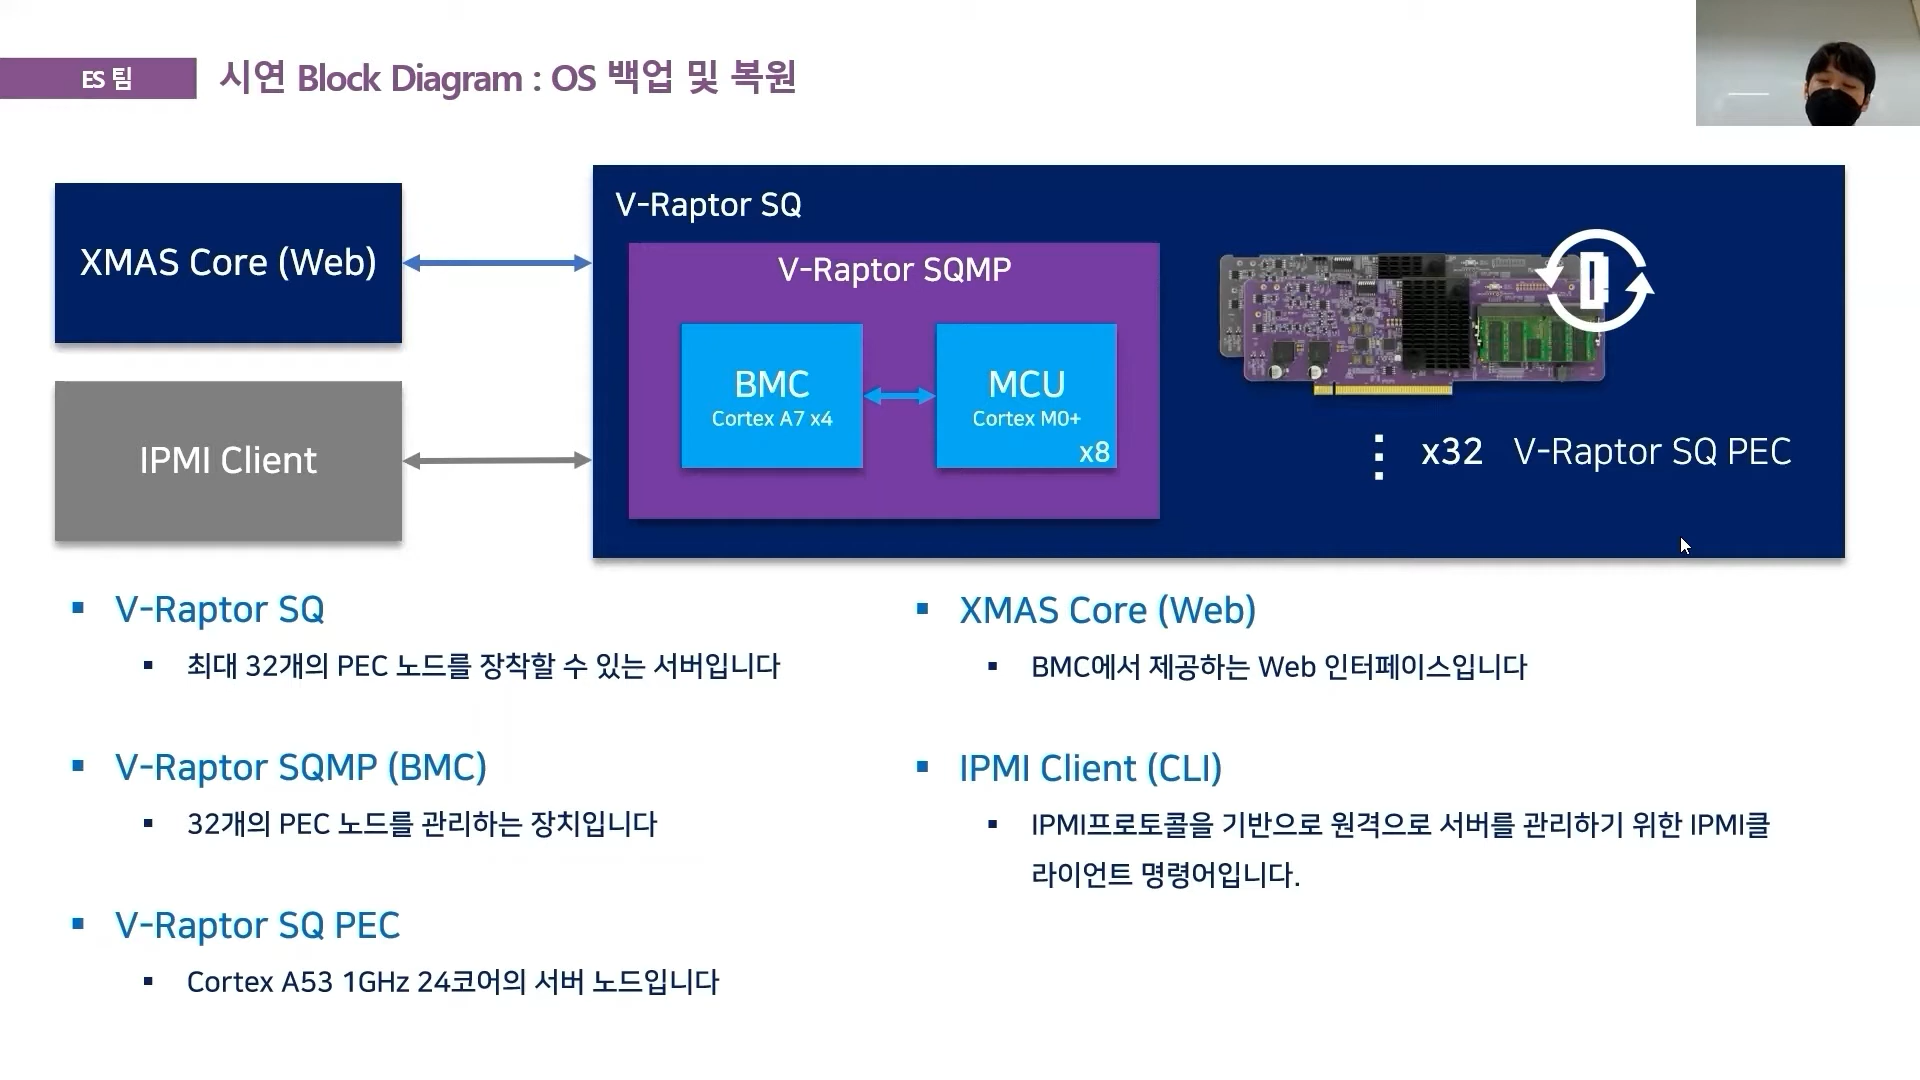 ES 팀
시연 Block Diagram : OS 백업 및 복원
XMAS Core (Web)
IPMI Client
V-Raptor SQ
V-Raptor SQMP
BMC
Cortex A7 x4
MCU
Cortex M0+
x8
x32 V-Raptor SQ PEC
V-Raptor SQ
최대 32개의 PEC 노드를 장착할 수 있는 서버입니다
V-Raptor SQMP (BMC)
32개의 PEC 노드를 관리하는 장치입니다
V-Raptor SQ PEC
Cortex A53 1GHz 24코어의 서버 노드입니다
XMAS Core (Web)
BMC에서 제공하는 Web 인터페이스입니다
IPMI Client (CLI)
IPMI프로토콜을 기반으로 원격으로 서버를 관리하기 위한 IPMI클
라이언트 명령어입니다.